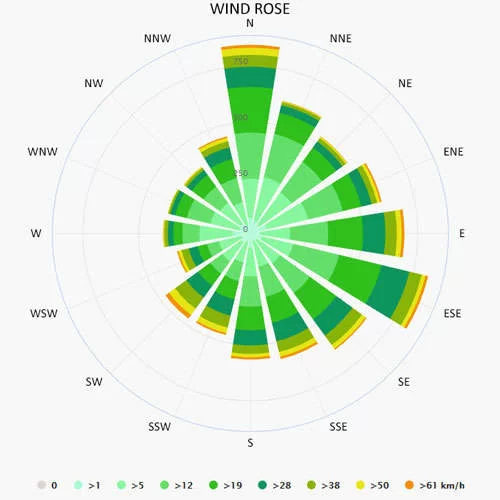 WIND ROSE
N
NNW
NNE
NW
NE
WNW
ENE
W
E
WSW
ESE
SW
SE
SSW
SSE
S
750
500
250
0
0 >1 >5 >12 >19 >28 >38 >50 >61 km/h